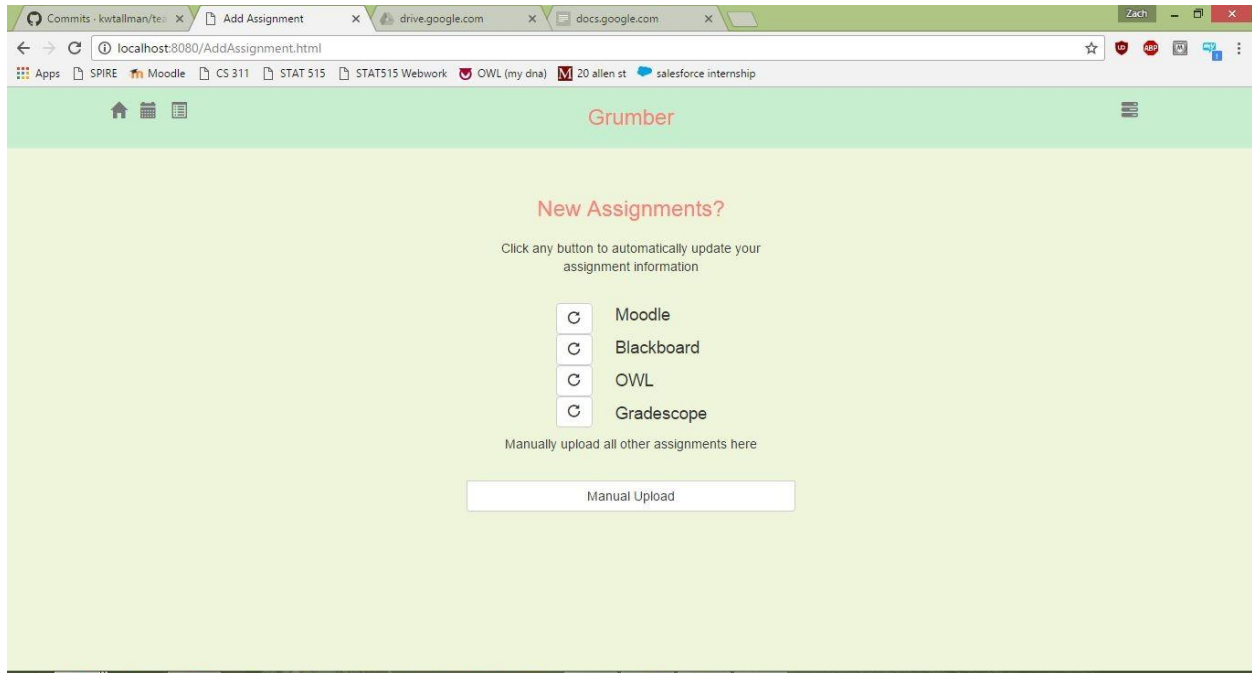 Commits · kwtallman/tea
Add Assignment
drive.google.com
docs.google.com
Zach
localhost:8080/AddAssignment.html
Apps SPIRE Moodle CS 311 STAT 515 STAT515 Webwork OWL (my dna) M 20 allen st salesforce internship
Grumber
New Assignments?
Click any button to automatically update your
assignment information
Moodle
Blackboard
OWL
Gradescope
Manually upload all other assignments here
Manual Upload